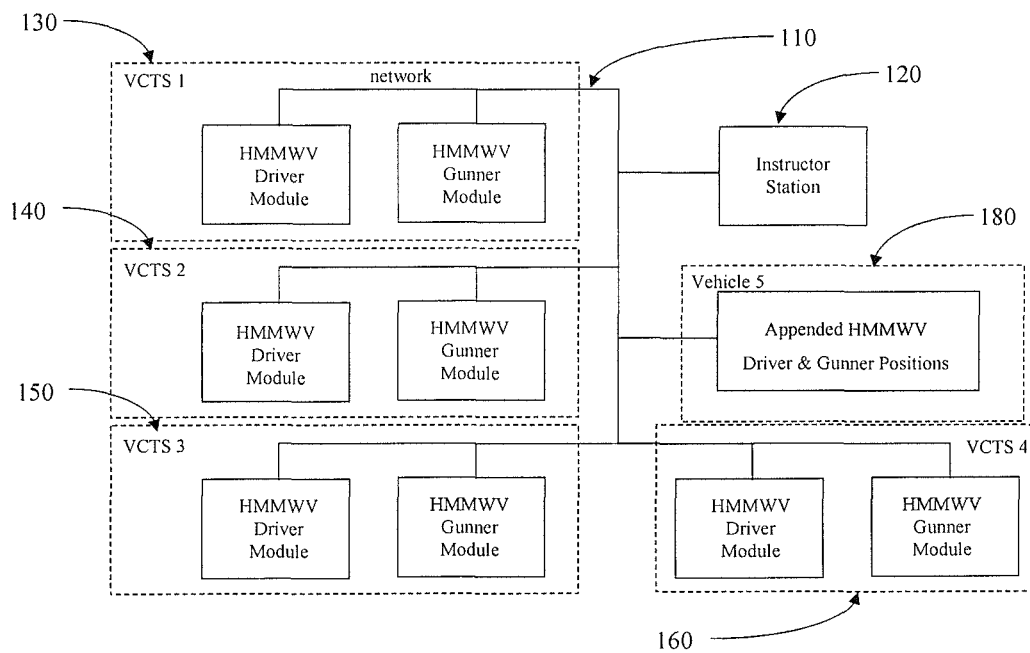 130
VCTS 1
network
110
120
HMMWV
Driver
Module
HMMWV
Gunner
Module
Instructor
Station
140
VCTS 2
180
Vehicle 5
HMMWV
Driver
Module
HMMWV
Gunner
Module
Appended HMMWV
Driver & Gunner Positions
150
VCTS 3
VCTS 4
HMMWV
Driver
Module
HMMWV
Gunner
Module
HMMWV
Driver
Module
HMMWV
Gunner
Module
160